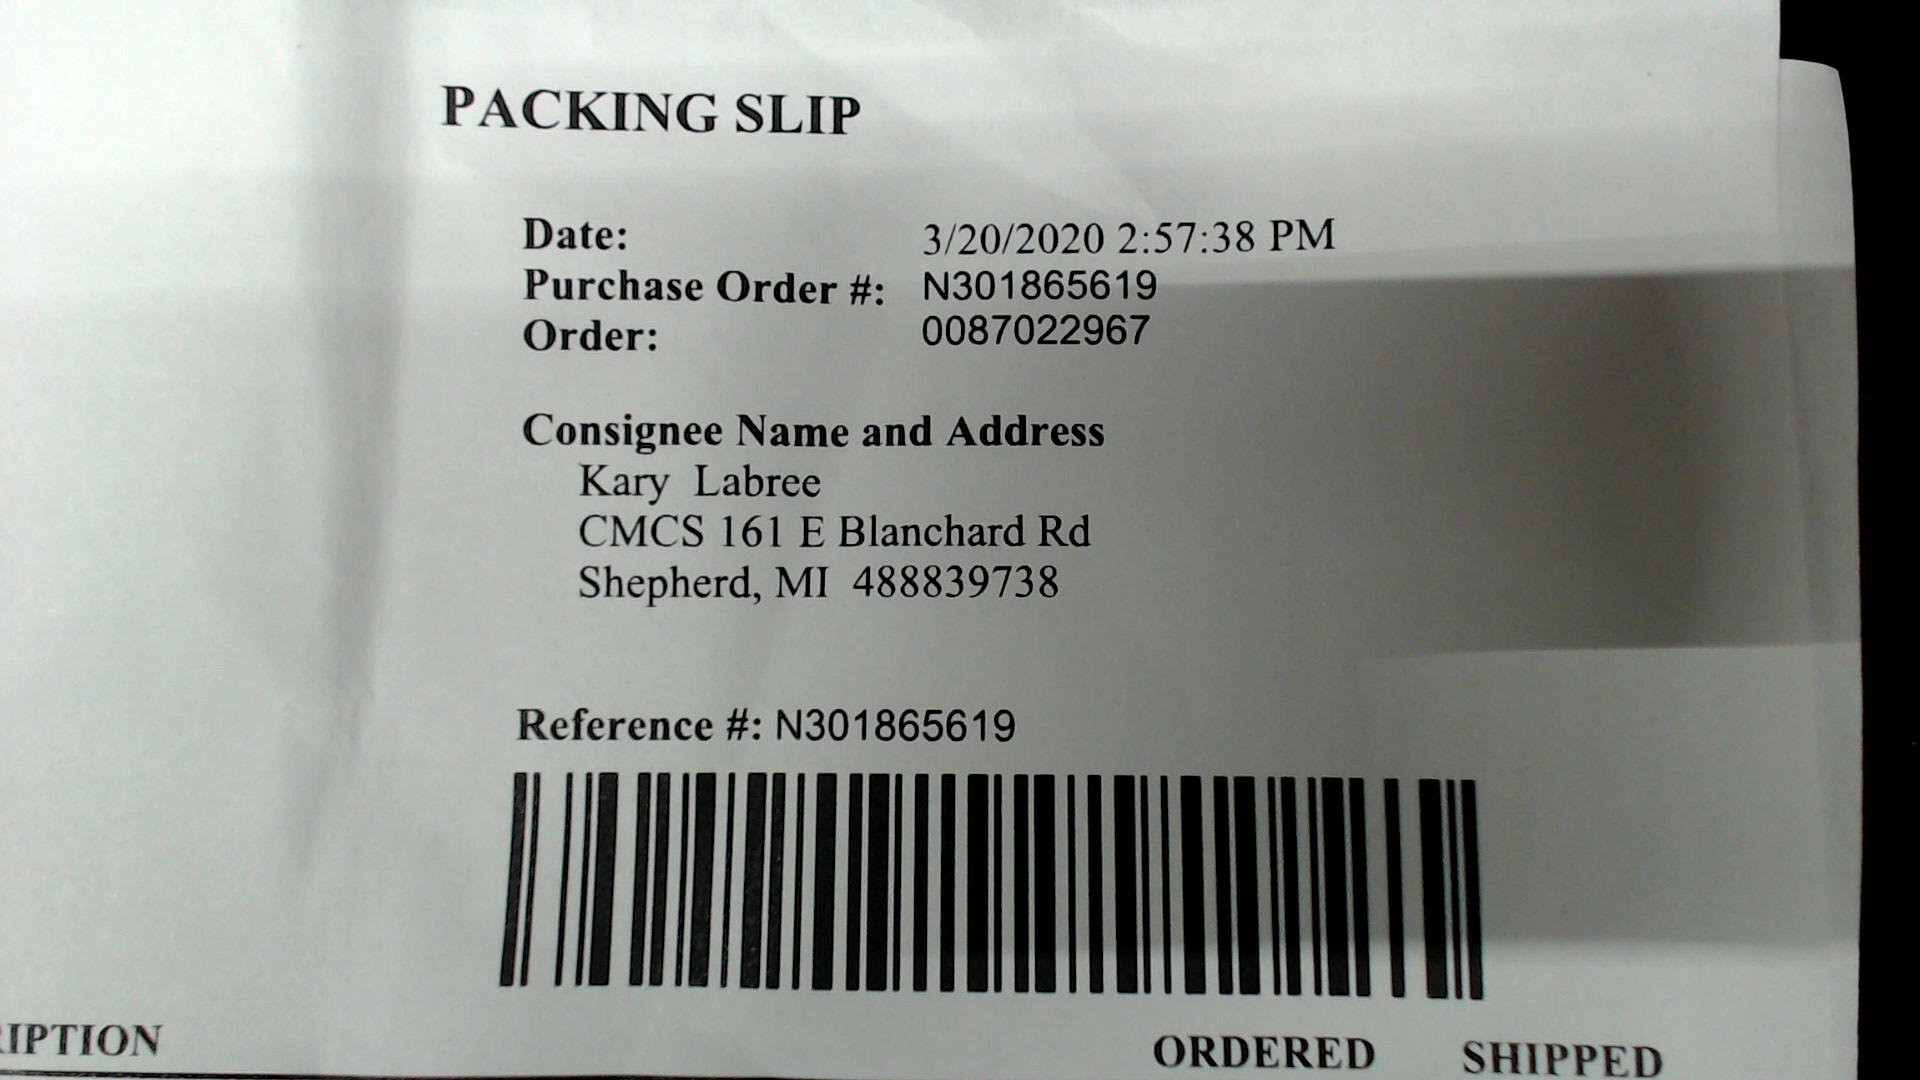 PACKING SLIP
Date: 3/20/2020 2:57:38 PM
Purchase Order #: N301865619
Order: 0087022967
Consignee Name and Address
Kary Labree
CMCS 161 E Blanchard Rd
Shepherd, MI 488839738
Reference #: N301865619
RIPTION ORDERED SHIPPED